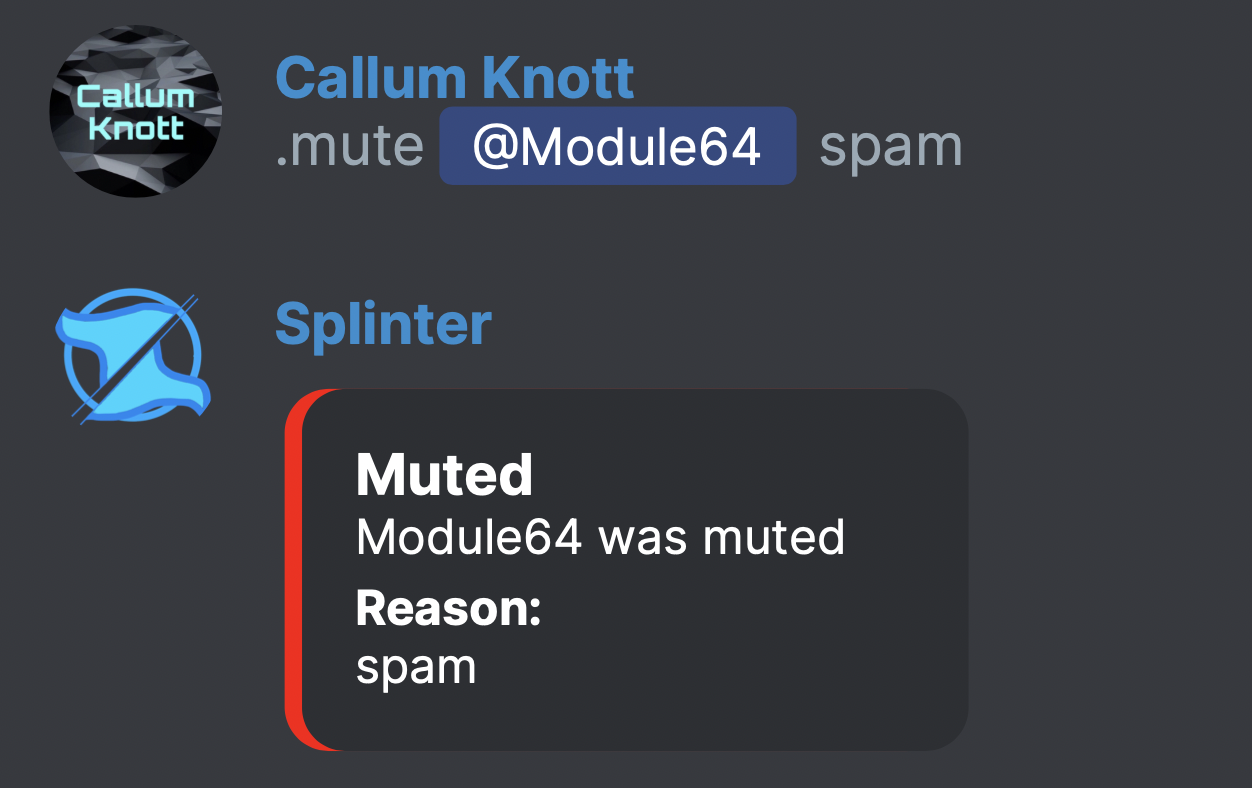 Callum
Knott
Callum Knott
.mute @Module64 spam
Splinter
Muted
Module64 was muted
Reason:
spam